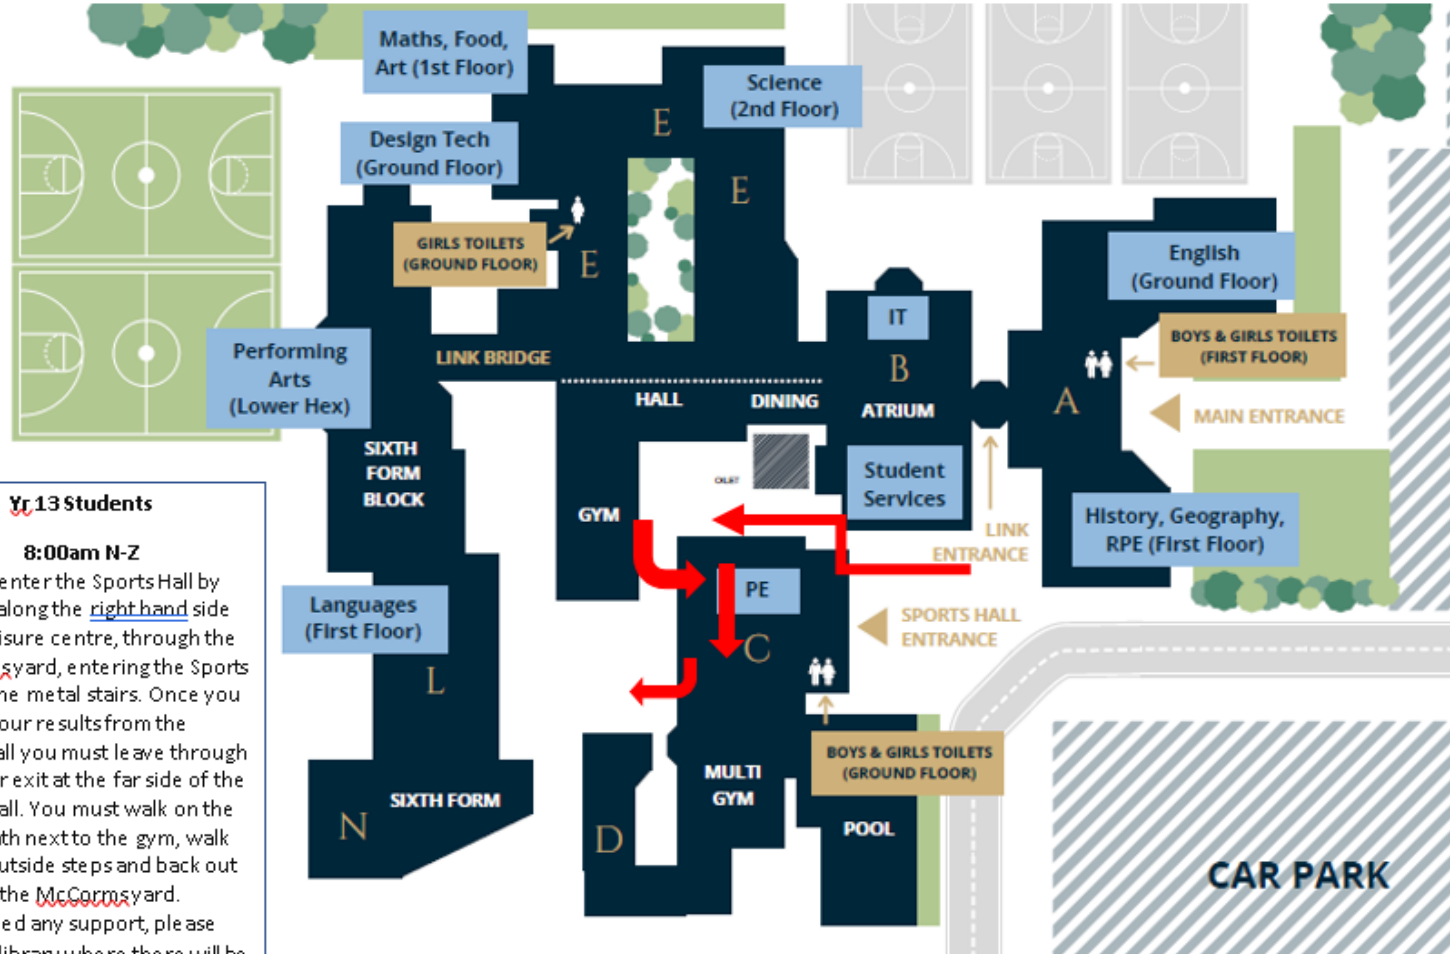 Maths, Food,
Art (1st Floor)
Science
(2nd Floor)
E
Design Tech
(Ground Floor)
E
GIRLS TOILETS
(GROUND FLOOR)
E
English
(Ground Floor)
IT
BOYS & GIRLS TOILETS
(FIRST FLOOR)
Performing
Arts
(Lower Hex)
LINK BRIDGE
B
HALL
DINING
ATRIUM
A
MAIN ENTRANCE
SIXTH
FORM
BLOCK
Student
Services
GYM
LINK
ENTRANCE
History, Geography,
RPE (First Floor)
PE
Languages
(First Floor)
SPORTS HALL
ENTRANCE
C
L
BOYS & GIRLS TOILETS
(GROUND FLOOR)
MULTI
GYM
SIXTH FORM
N
D
POOL
CAR PARK
Yr 13 Students
8:00am N-Z
enter the Sports Hall by
along the right hand side
isure centre, through the
syard, entering the Sports
he metal stairs. Once you
our results from the
all you must leave through
r exit at the far side of the
all. You must walk on the
th next to the gym, walk
utside steps and back out
the McCormsyard.
ed any support, please
library where there will be